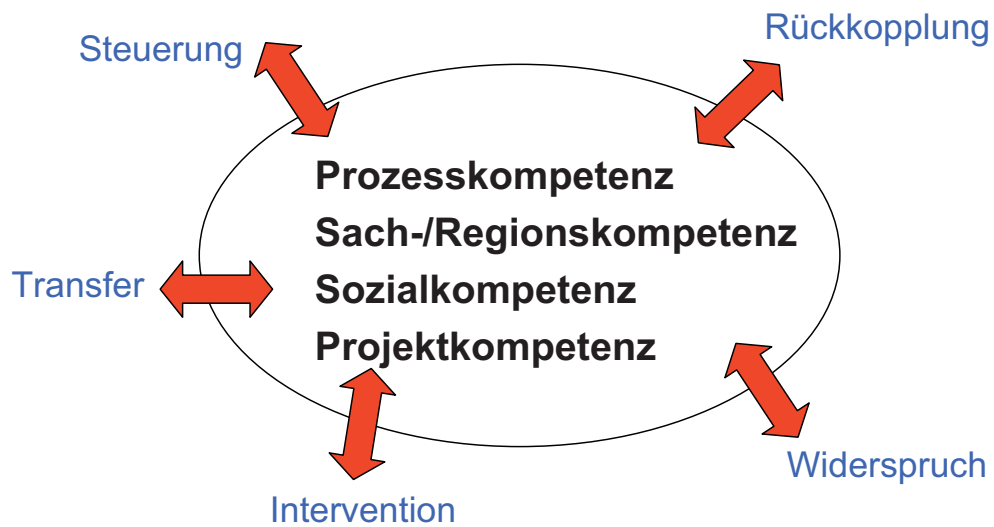 Rückkopplung
Steuerung
Prozesskompetenz
Sach-/Regionskompetenz
Transfer
Sozialkompetenz
Projektkompetenz
Widerspruch
Intervention